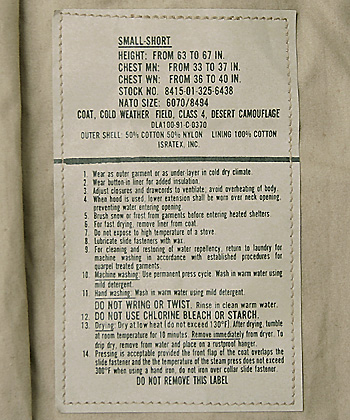 SMALL-SHORT
HEIGHT: FROM 63 TO 67 IN.
CHEST MN: FROM 33 TO 37 IN.
CHEST WN: FROM 36 TO 40 IN.
STOCK NO. 8415-01-325-6438
NATO SIZE: 6070/8494
COAT, COLD WEATHER FIELD, CLASS 4, DESERT CAMOUFLAGE
DLA100-91-C-0370
OUTER SHELL: 50% COTTON 50% NYLON LINING 100% COTTON
ISRATEX, INC.
1. Wear as outer garment or as under-layer in cold dry climate.
2. Wear button-in liner for added insulation.
3. Adjust closures and drawcords to ventilate, avoid overheating of body.
4. When hood is used, lower extension shall be worn over neck opening,
preventing water entering opening.
5. Brush snow or frost from garments before entering heated shelters.
6. For fast drying, remove liner from coat.
7. Do not expose to high temperature of a stove.
8. Lubricate slide fasteners with wax.
9. For cleaning and restoring of water repellency, return to laundry for
machine washing in accordance with established procedures for
quarpel treated garments.
10. Machine washing: Use permanent press cycle. Wash in warm water using
mild detergent.
11. Hand washing: Wash in warm water using mild detergent.
DO NOT WRING OR TWIST. Rinse in clean warm water.
12. DO NOT USE CHLORINE BLEACH OR STARCH.
13. Drying: Dry at low heat (do not exceed 130°F). After drying, tumble
at room temperature for 10 minutes. Remove immediately from dryer. To
drip dry, remove from water and place on a rustproof hanger.
14. Pressing is acceptable provided the front flap of the coat overlaps the
slide fastener and the the temperature of the steam press does not exceed
300°F when using a hand iron, do not iron over collar slide fastener.
DO NOT REMOVE THIS LABEL